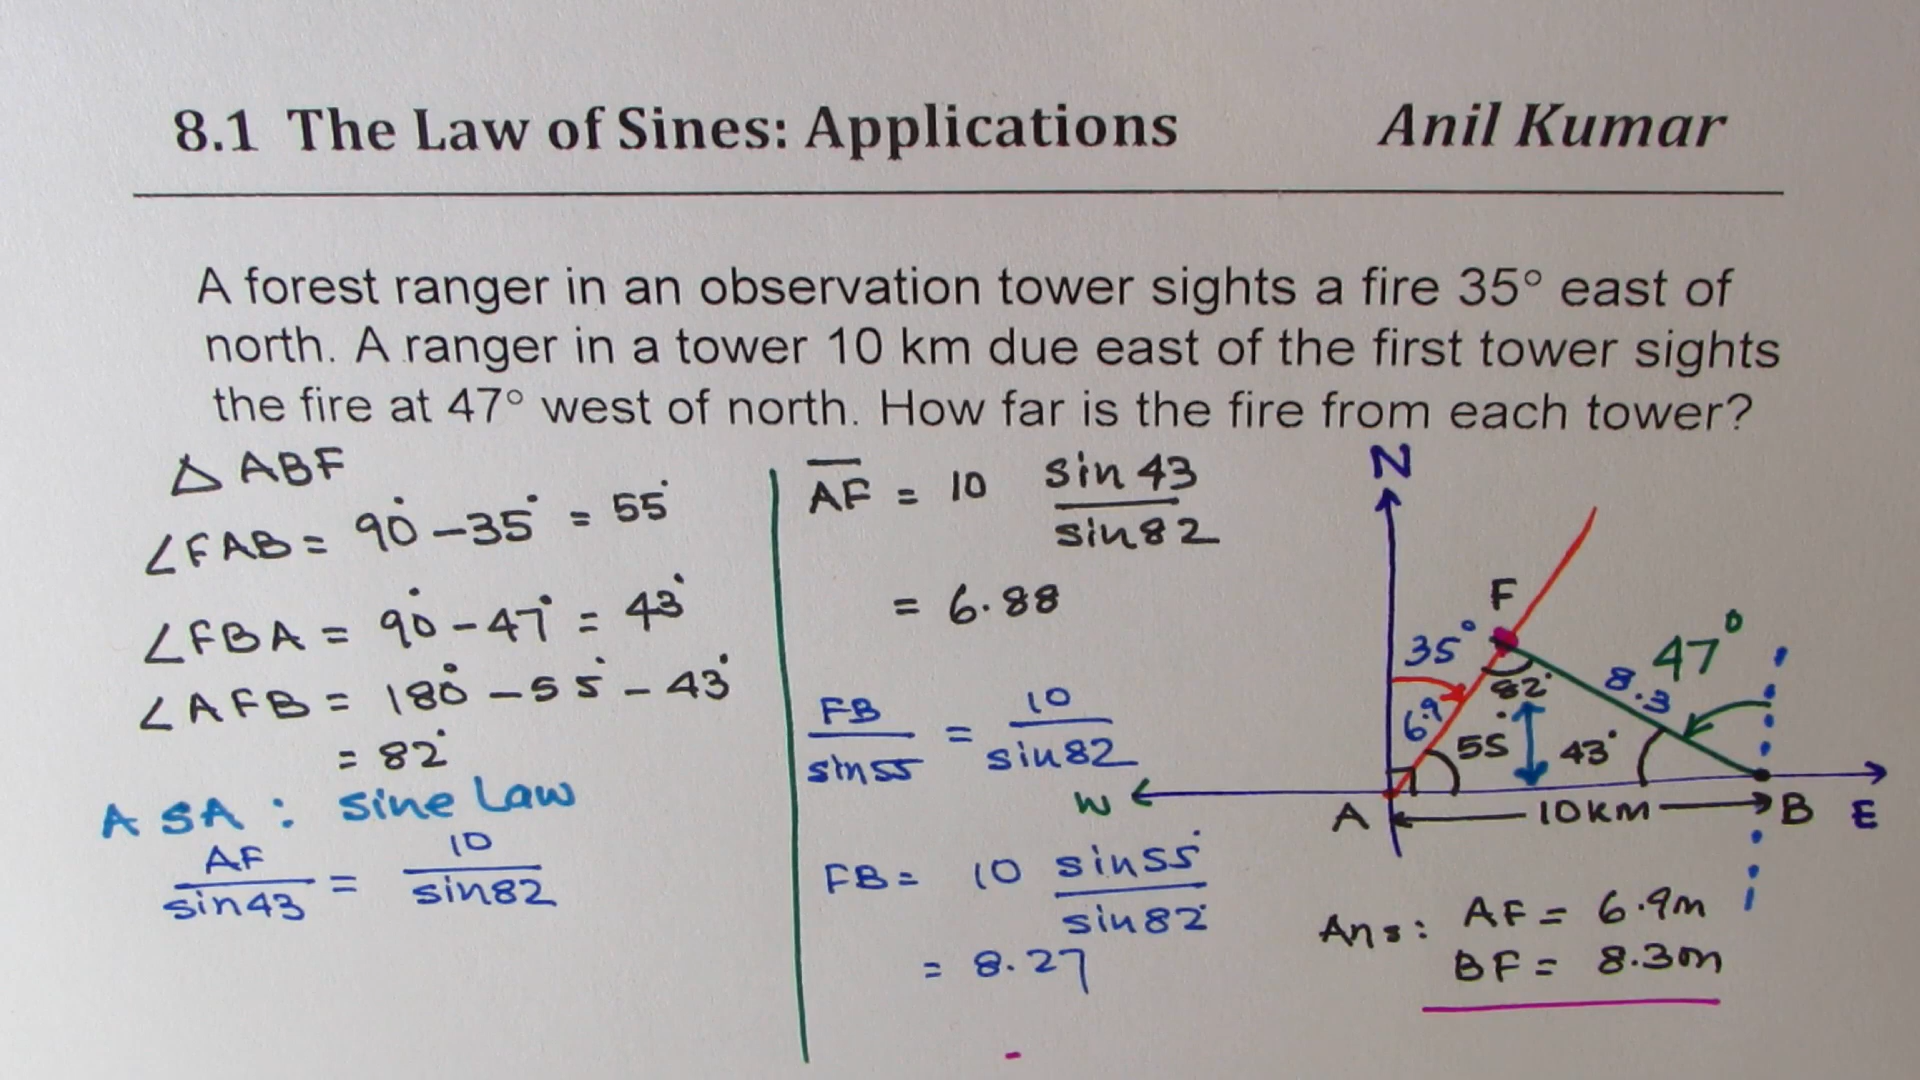 8.1 The Law of Sines: Applications Anil Kumar
A forest ranger in an observation tower sights a fire 35° east of
north. A ranger in a tower 10 km due east of the first tower sights
the fire at 47° west of north. How far is the fire from each tower?
△ ABF
∠FAB = 90° - 35° = 55°
∠FBA = 90° - 47° = 43°
∠AFB = 180° - 55° - 43°
= 82°
ASA : sine Law
AF/sin43 = 10/sin82
AF = 10 sin 43/sin82
= 6.88
FB/sin55 = 10/sin82
FB = 10 sin55°/sin82°
= 8.27
N
F
35°
47°
82°
8.3
6.9
55°
43°
W
A
10KM
B
E
Ans: AF = 6.9m
BF = 8.3m